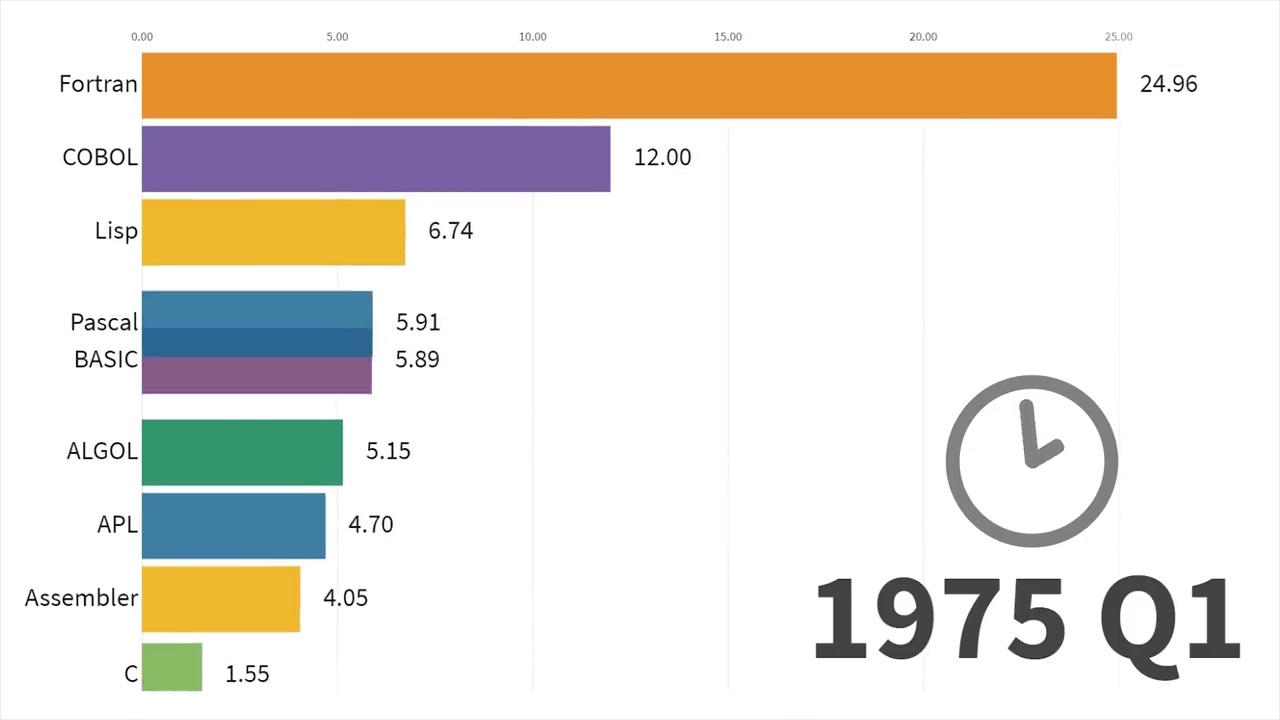 0.00 5.00 10.00 15.00 20.00 25.00
Fortran 24.96
COBOL 12.00
Lisp 6.74
Pascal 5.91
BASIC 5.89
ALGOL 5.15
APL 4.70
Assembler 4.05
C 1.55
1975 Q1